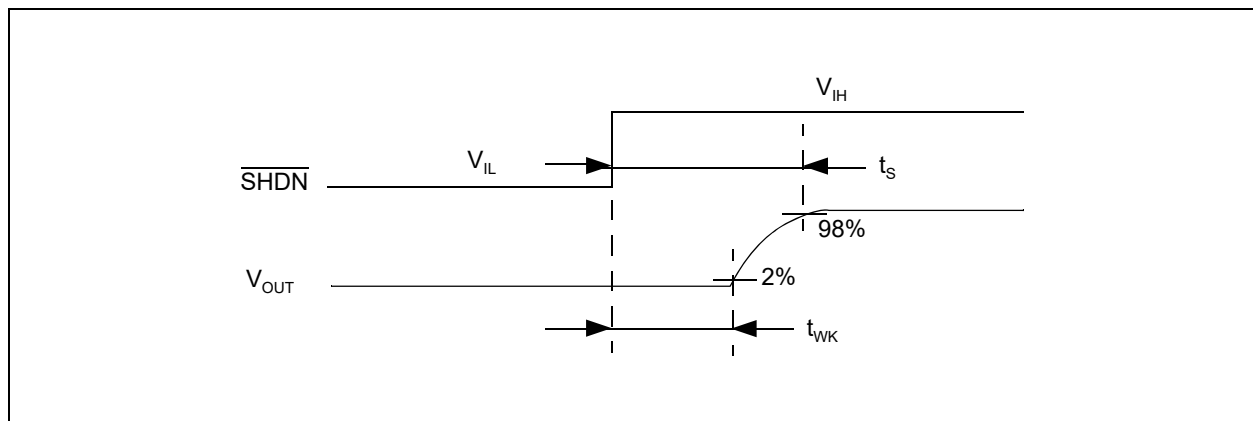 V_IH
V_IL
SHDN
t_S
98%
V_OUT
2%
t_WK